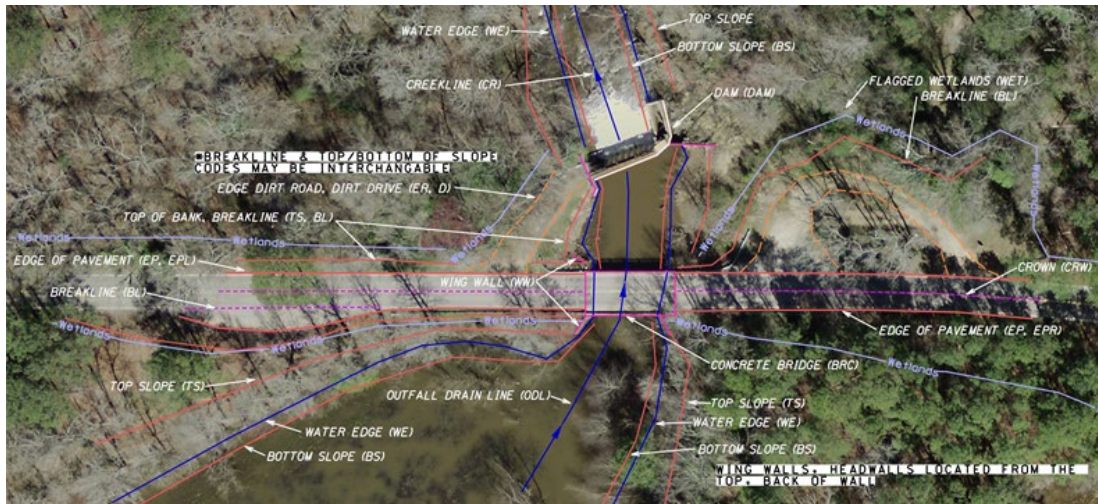 TOP SLOPE
WATER EDGE (WE)
BOTTOM SLOPE (BS)
CREEKLINE (CR)
FLAGGED WETLANDS (WET)
BREAKLINE (BL)
DAM (DAM)
Wetlands
*BREAKLINE & TOP/BOTTOM OF SLOPE
CODES MAY BE INTERCHANGABLE
EDGE DIRT ROAD, DIRT DRIVE (ER, D)
Wetlands
TOP OF BANK, BREAKLINE (TS, BL)
Wetlands
Wetlands
Wetlands
Wetlands
EDGE OF PAVEMENT (EP, EPL)
CROWN (CRW)
WING WALL (WW)
BREAKLINE (BL)
Wetlands
Wetlands
Wetlands
EDGE OF PAVEMENT (EP, EPR)
CONCRETE BRIDGE (BRC)
Wetlands
TOP SLOPE (TS)
OUTFALL DRAIN LINE (ODL)
TOP SLOPE (TS)
WATER EDGE (WE)
WATER EDGE (WE)
BOTTOM SLOPE (BS)
BOTTOM SLOPE (BS)
WING WALLS, HEADWALLS LOCATED FROM THE
TOP, BACK OF WALL